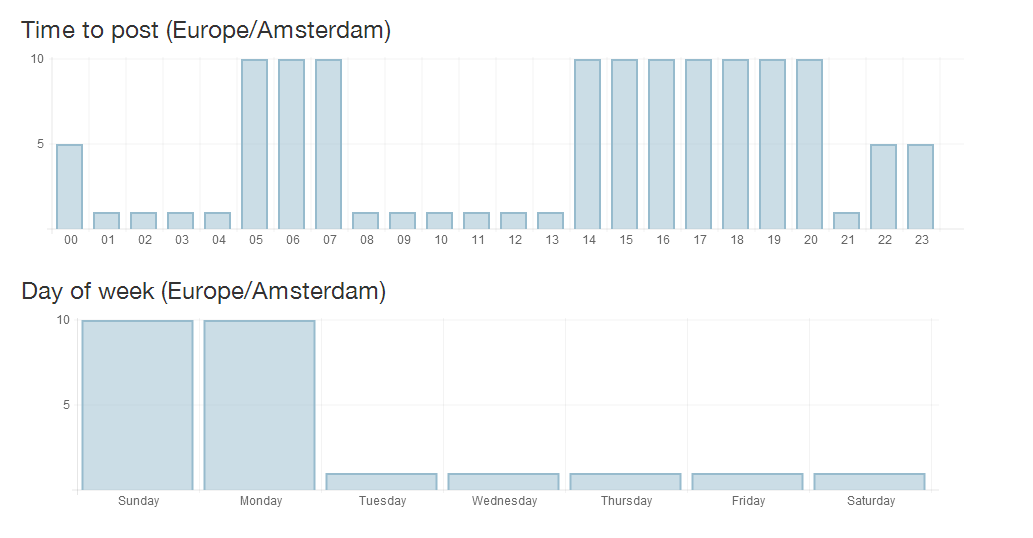 Time to post (Europe/Amsterdam)
10
5
00 01 02 03 04 05 06 07 08 09 10 11 12 13 14 15 16 17 18 19 20 21 22 23
Day of week (Europe/Amsterdam)
10
5
Sunday Monday Tuesday Wednesday Thursday Friday Saturday